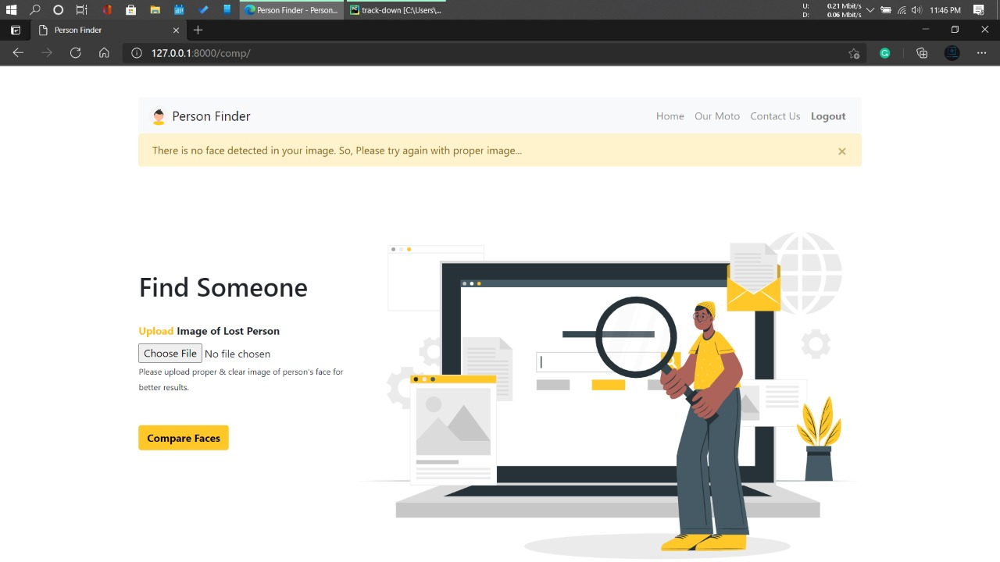 Person Finder - Person...
track-down [C:\Users\...
U: 0.21 Mbit/s
D: 0.06 Mbit/s
11:46 PM
Person Finder
127.0.0.1:8000/comp/
Person Finder
Home
Our Moto
Contact Us
Logout
There is no face detected in your image. So, Please try again with proper image...
Find Someone
Upload Image of Lost Person
Choose File No file chosen
Please upload proper & clear image of person's face for
better results.
Compare Faces